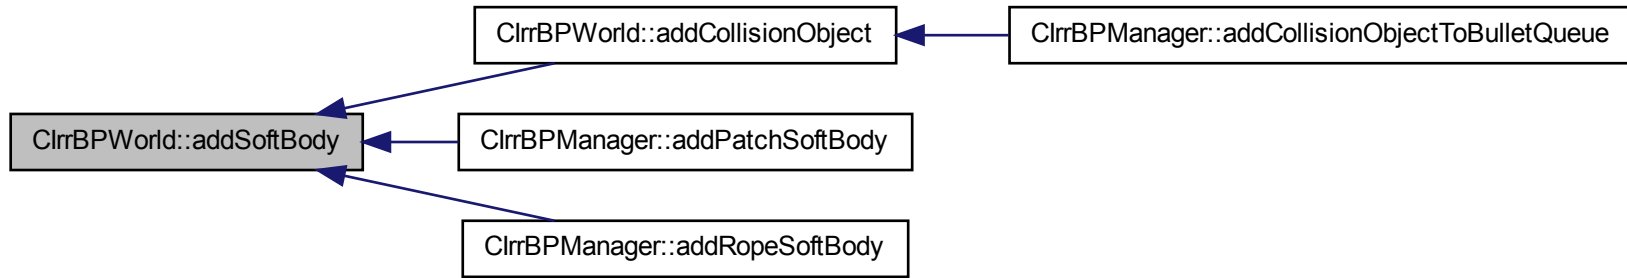 CIrrBPWorld::addCollisionObject
CIrrBPManager::addCollisionObjectToBulletQueue
CIrrBPWorld::addSoftBody
CIrrBPManager::addPatchSoftBody
CIrrBPManager::addRopeSoftBody